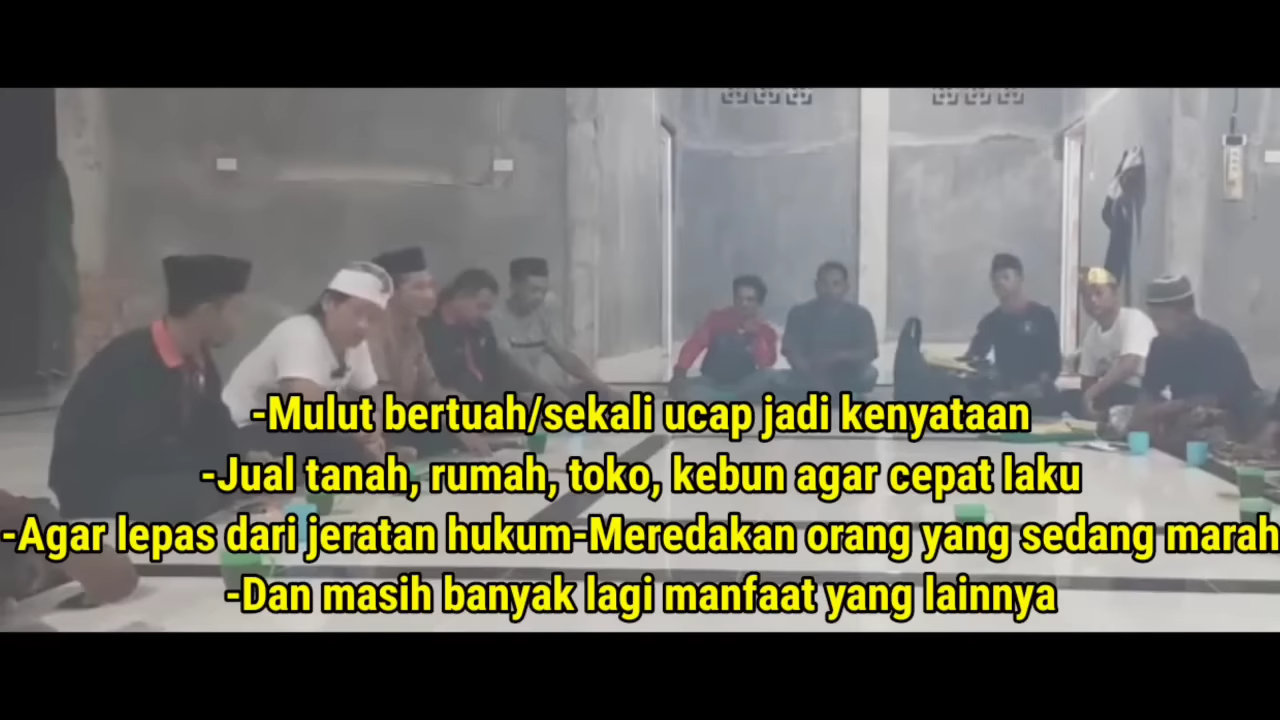 -Mulut bertuah/sekali ucap jadi kenyataan
-Jual tanah, rumah, toko, kebun agar cepat laku
-Agar lepas dari jeratan hukum-Meredakan orang yang sedang marah
-Dan masih banyak lagi manfaat yang lainnya